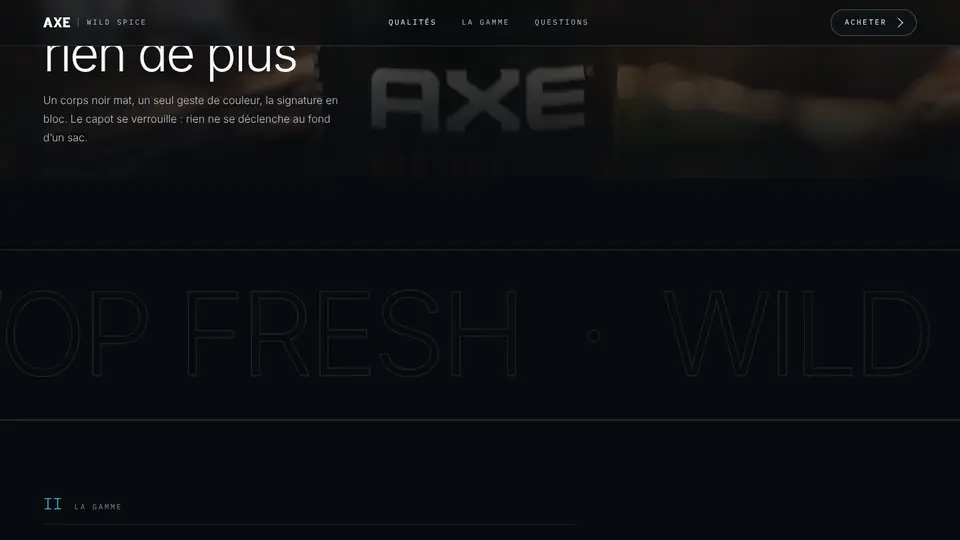 AXE | WILD SPICE
QUALITÉS
LA GAMME
QUESTIONS
ACHETER
rien de plus
Un corps noir mat, un seul geste de couleur, la signature en
bloc. Le capot se verrouille : rien ne se déclenche au fond
d'un sac.
AXE
OP FRESH · WILD
II LA GAMME